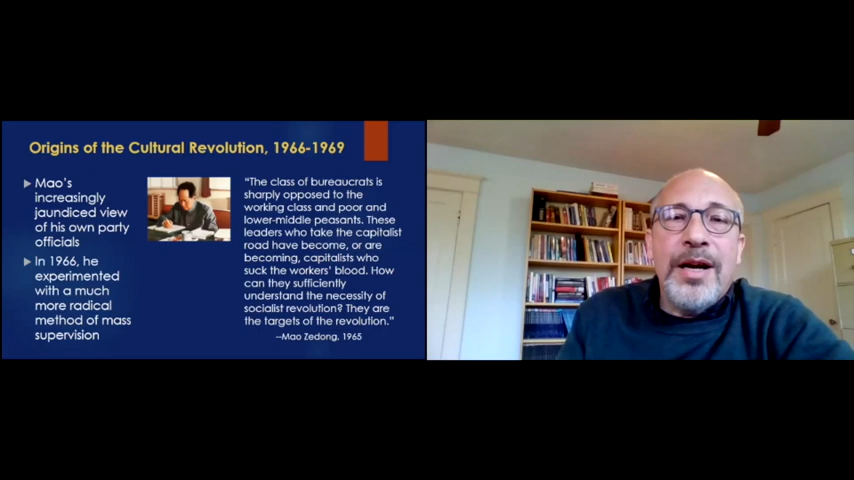 Origins of the Cultural Revolution, 1966-1969
Mao's
increasingly
jaundiced view
of his own party
officials
In 1966, he
experimented
with a much
more radical
method of mass
supervision
“The class of bureaucrats is
sharply opposed to the
working class and poor and
lower-middle peasants. These
leaders who take the capitalist
road have become, or are
becoming, capitalists who
suck the workers’ blood. How
can they sufficiently
understand the necessity of
socialist revolution? They are
the targets of the revolution.”
–Mao Zedong, 1965